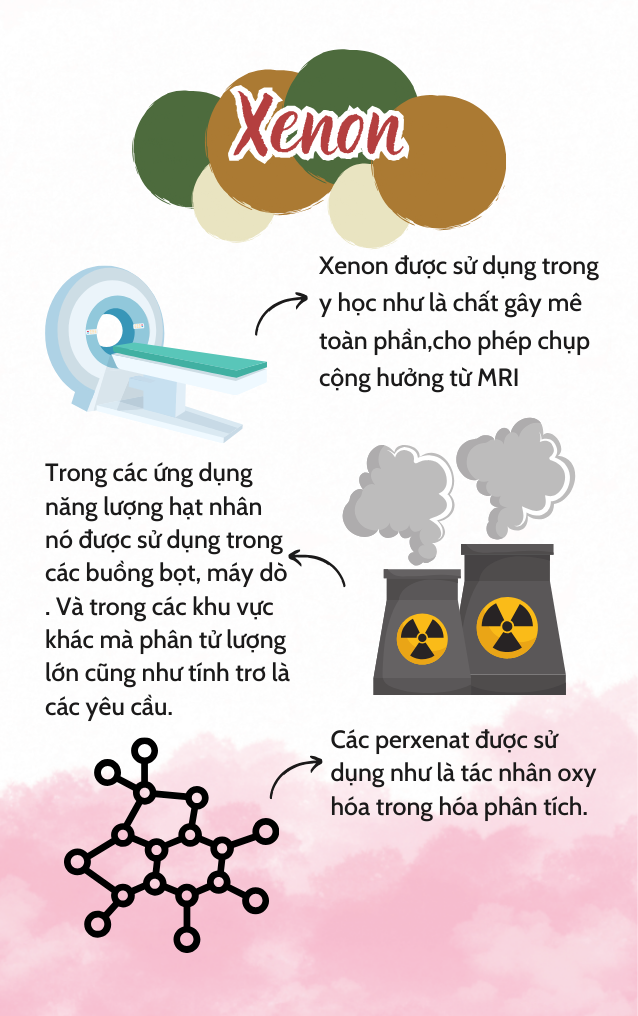 Xenon
Xenon được sử dụng trong
y học như là chất gây mê
toàn phần,cho phép chụp
cộng hưởng từ MRI
Trong các ứng dụng
năng lượng hạt nhân
nó được sử dụng trong
các buồng bọt, máy dò
. Và trong các khu vực
khác mà phân tử lượng
lớn cũng như tính trơ là
các yêu cầu.
Các perxenat được sử
dụng như là tác nhân oxy
hóa trong hóa phân tích.